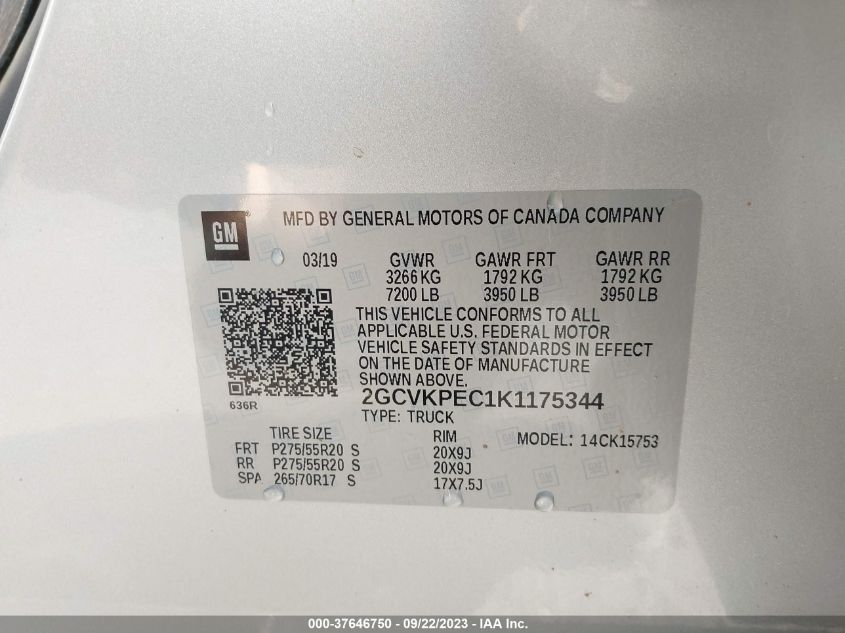 GM
MFD BY GENERAL MOTORS OF CANADA COMPANY
03/19 GVWR GAWR FRT GAWR RR
3266 KG 1792 KG 1792 KG
7200 LB 3950 LB 3950 LB
THIS VEHICLE CONFORMS TO ALL
APPLICABLE U.S. FEDERAL MOTOR
VEHICLE SAFETY STANDARDS IN EFFECT
ON THE DATE OF MANUFACTURE
SHOWN ABOVE.
636R
2GCVKPEC1K1175344
TYPE: TRUCK
TIRE SIZE RIM MODEL: 14CK15753
FRT P275/55R20 S 20X9J
RR P275/55R20 S 20X9J
SPA 265/70R17 S 17X7.5J
000-37646750 - 09/22/2023 - IAA Inc.